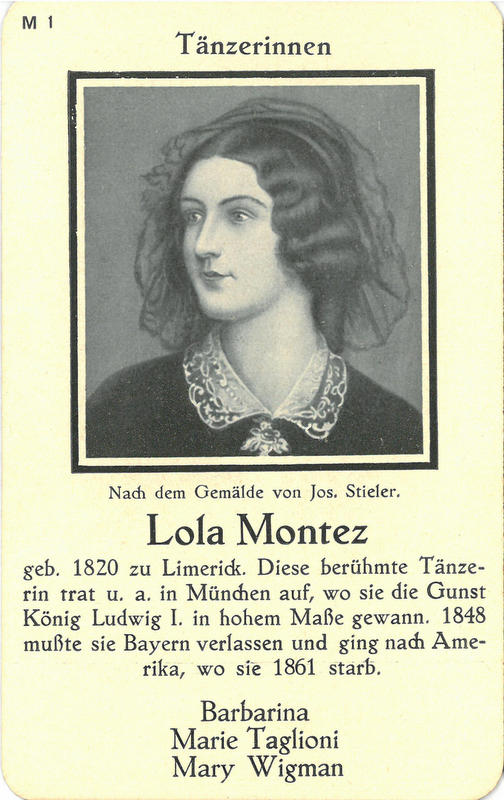 M 1
Tänzerinnen
Nach dem Gemälde von Jos. Stieler.
Lola Montez
geb. 1820 zu Limerick. Diese berühmte Tänze-
rin trat u. a. in München auf, wo sie die Gunst
König Ludwig I. in hohem Maße gewann. 1848
mußte sie Bayern verlassen und ging nach Ame-
rika, wo sie 1861 starb.
Barbarina
Marie Taglioni
Mary Wigman